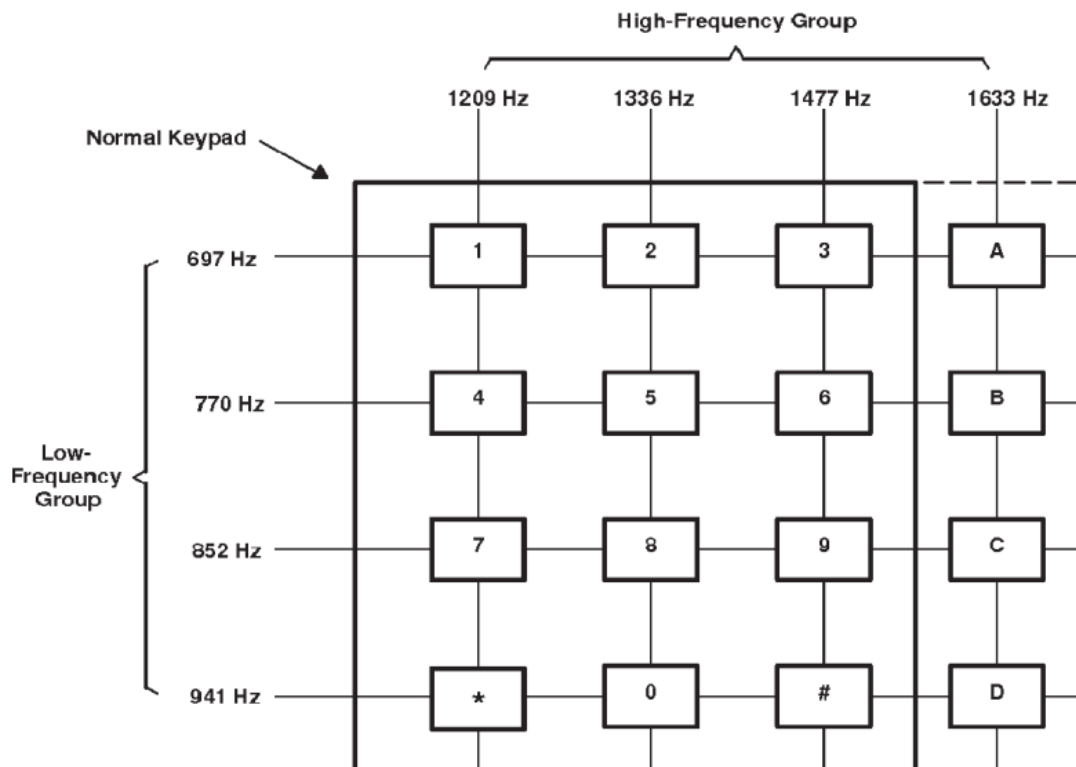 High-Frequency Group
1209 Hz 1336 Hz 1477 Hz 1633 Hz
Normal Keypad
697 Hz 1 2 3 A
770 Hz 4 5 6 B
Low-
Frequency
Group
852 Hz 7 8 9 C
941 Hz * 0 # D